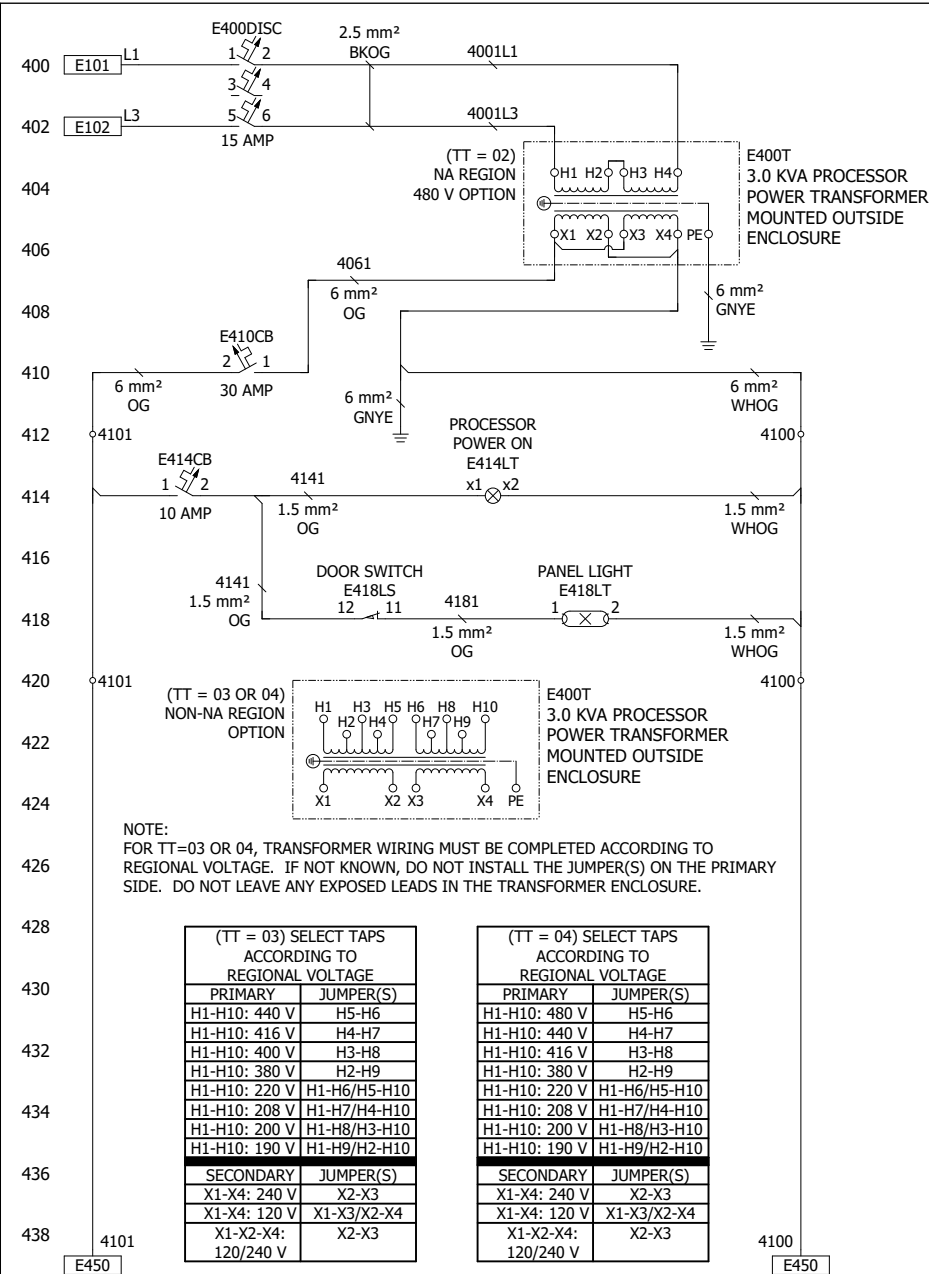 E400DISC
2.5 mm²
BKOG
400 E101 L1 1 2 4001L1
3 4
402 E102 L3 5 6 4001L3
15 AMP
(TT = 02)
NA REGION
480 V OPTION
H1 H2 H3 H4
E400T
3.0 KVA PROCESSOR
POWER TRANSFORMER
MOUNTED OUTSIDE
ENCLOSURE
404
X1 X2 X3 X4 PE
406
4061
6 mm²
OG
6 mm²
GNYE
408
E410CB
410 2 1
30 AMP
6 mm²
OG
6 mm²
GNYE
6 mm²
WHOG
412 4101 4100
PROCESSOR
POWER ON
E414LT
x1 x2
E414CB
414 1 2 4141
10 AMP
1.5 mm²
OG
1.5 mm²
WHOG
416
4141
1.5 mm²
OG
DOOR SWITCH
E418LS
12 11
4181
PANEL LIGHT
E418LT
1 2
418
1.5 mm²
OG
1.5 mm²
WHOG
420 4101 4100
(TT = 03 OR 04)
NON-NA REGION
OPTION
H1 H3 H5 H6 H8 H10
H2 H4 H7 H9
X1 X2 X3 X4 PE
E400T
3.0 KVA PROCESSOR
POWER TRANSFORMER
MOUNTED OUTSIDE
ENCLOSURE
422
424
NOTE:
FOR TT=03 OR 04, TRANSFORMER WIRING MUST BE COMPLETED ACCORDING TO
426 REGIONAL VOLTAGE. IF NOT KNOWN, DO NOT INSTALL THE JUMPER(S) ON THE PRIMARY
SIDE. DO NOT LEAVE ANY EXPOSED LEADS IN THE TRANSFORMER ENCLOSURE.
428
430
432
434
436
438
(TT = 03) SELECT TAPS
ACCORDING TO
REGIONAL VOLTAGE
PRIMARY JUMPER(S)
H1-H10: 440 V H5-H6
H1-H10: 416 V H4-H7
H1-H10: 400 V H3-H8
H1-H10: 380 V H2-H9
H1-H10: 220 V H1-H6/H5-H10
H1-H10: 208 V H1-H7/H4-H10
H1-H10: 200 V H1-H8/H3-H10
H1-H10: 190 V H1-H9/H2-H10
SECONDARY JUMPER(S)
X1-X4: 240 V X2-X3
X1-X4: 120 V X1-X3/X2-X4
X1-X2-X4: X2-X3
120/240 V
(TT = 04) SELECT TAPS
ACCORDING TO
REGIONAL VOLTAGE
PRIMARY JUMPER(S)
H1-H10: 480 V H5-H6
H1-H10: 440 V H4-H7
H1-H10: 416 V H3-H8
H1-H10: 380 V H2-H9
H1-H10: 220 V H1-H6/H5-H10
H1-H10: 208 V H1-H7/H4-H10
H1-H10: 200 V H1-H8/H3-H10
H1-H10: 190 V H1-H9/H2-H10
SECONDARY JUMPER(S)
X1-X4: 240 V X2-X3
X1-X4: 120 V X1-X3/X2-X4
X1-X2-X4: X2-X3
120/240 V
4101 4100
E450 E450